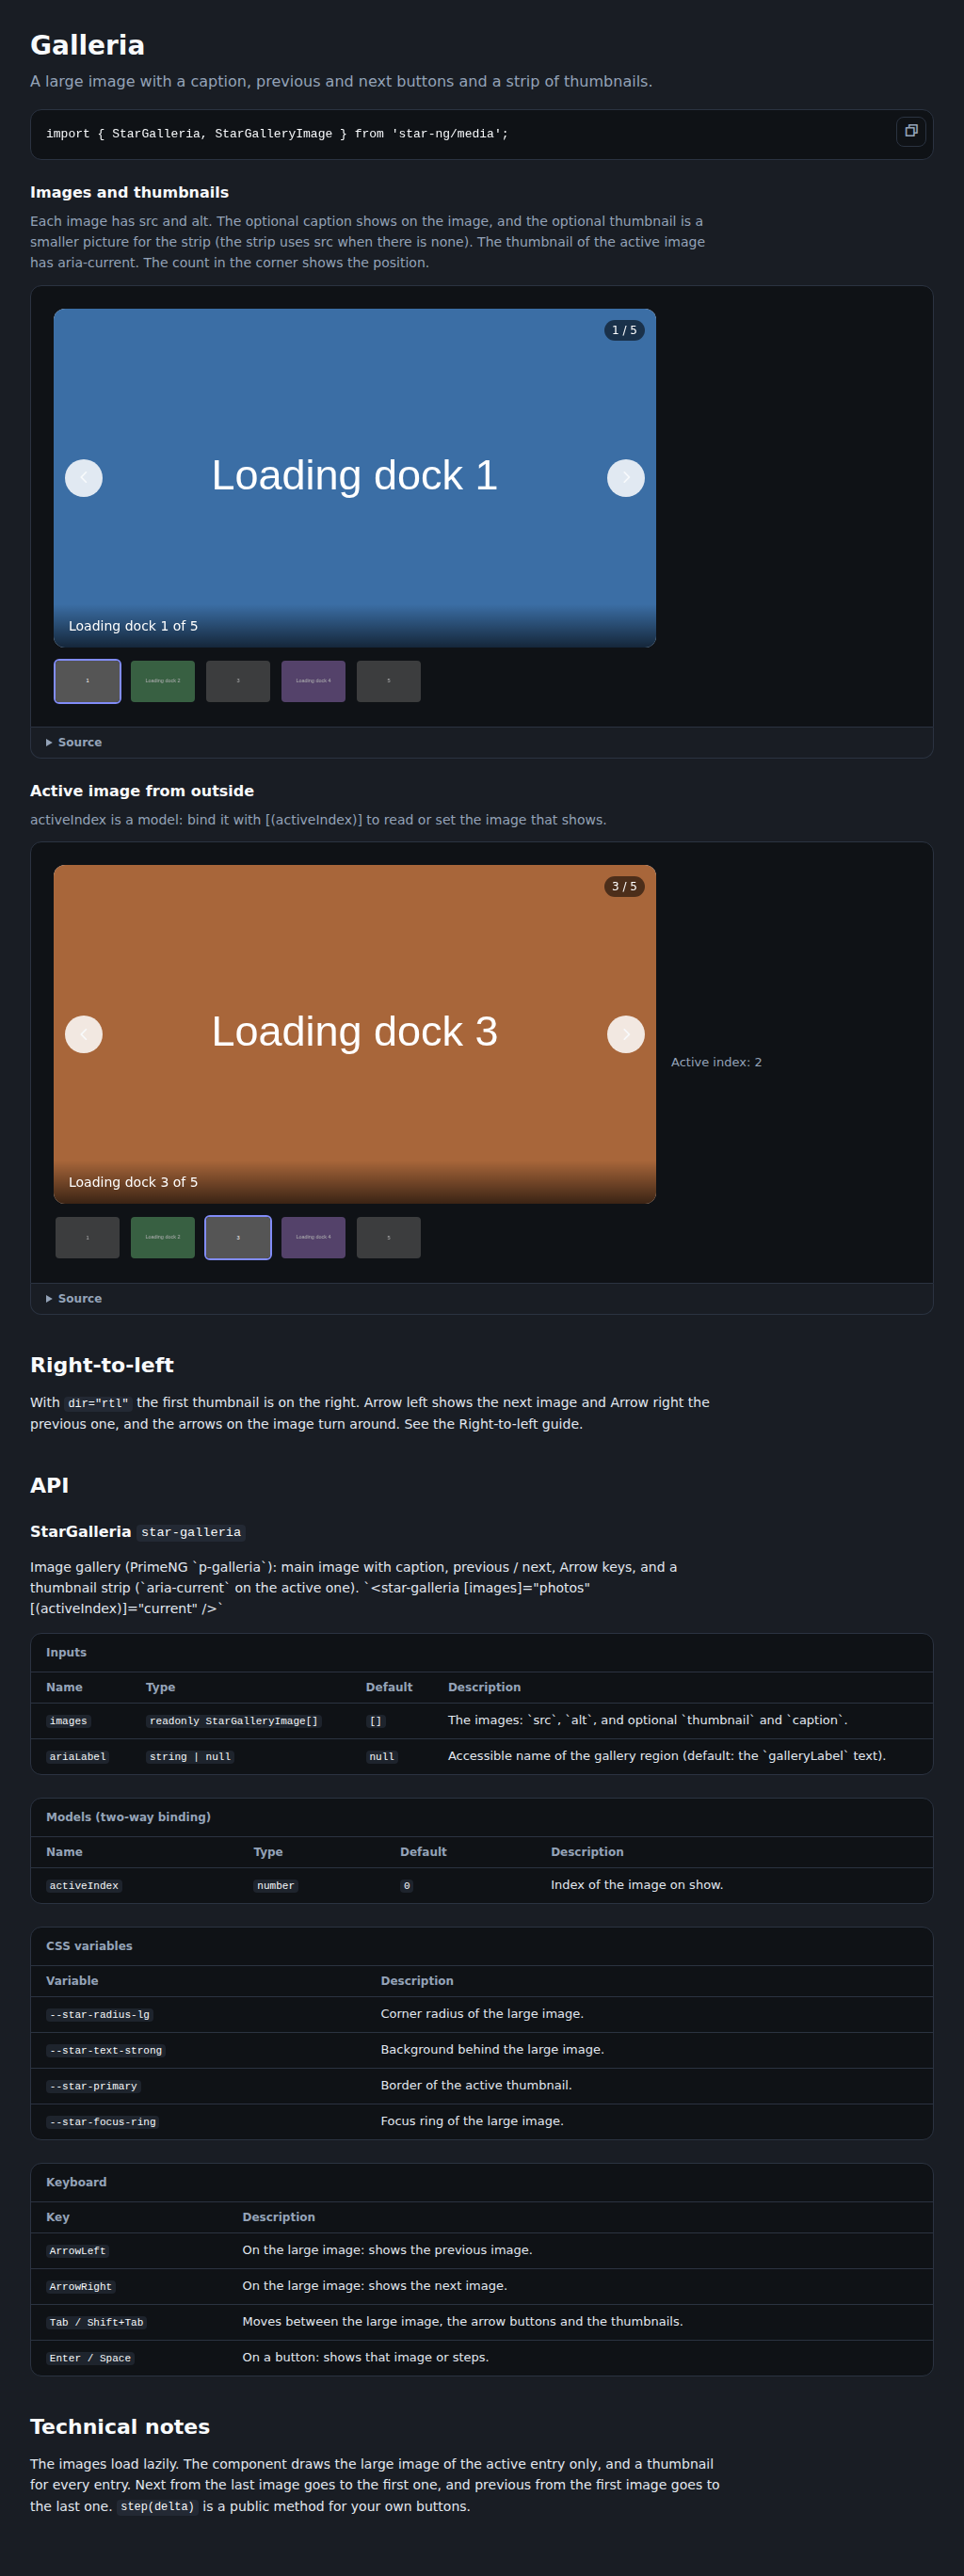 Galleria
A large image with a caption, previous and next buttons and a strip of thumbnails.
import { StarGalleria, StarGalleryImage } from 'star-ng/media';
Images and thumbnails
Each image has src and alt. The optional caption shows on the image, and the optional thumbnail is a
smaller picture for the strip (the strip uses src when there is none). The thumbnail of the active image
has aria-current. The count in the corner shows the position.
1 / 5
Loading dock 1
Loading dock 1 of 5
1
Loading dock 2
3
Loading dock 4
5
Source
Active image from outside
activeIndex is a model: bind it with [(activeIndex)] to read or set the image that shows.
3 / 5
Loading dock 3
Active index: 2
Loading dock 3 of 5
1
Loading dock 2
3
Loading dock 4
5
Source
Right-to-left
With dir="rtl" the first thumbnail is on the right. Arrow left shows the next image and Arrow right the
previous one, and the arrows on the image turn around. See the Right-to-left guide.
API
StarGalleria star-galleria
Image gallery (PrimeNG `p-galleria`): main image with caption, previous / next, Arrow keys, and a
thumbnail strip (`aria-current` on the active one). `<star-galleria [images]="photos"
[(activeIndex)]="current" />`
Inputs
Name Type Default Description
images readonly StarGalleryImage[] [] The images: `src`, `alt`, and optional `thumbnail` and `caption`.
ariaLabel string | null null Accessible name of the gallery region (default: the `galleryLabel` text).
Models (two-way binding)
Name Type Default Description
activeIndex number 0 Index of the image on show.
CSS variables
Variable Description
--star-radius-lg Corner radius of the large image.
--star-text-strong Background behind the large image.
--star-primary Border of the active thumbnail.
--star-focus-ring Focus ring of the large image.
Keyboard
Key Description
ArrowLeft On the large image: shows the previous image.
ArrowRight On the large image: shows the next image.
Tab / Shift+Tab Moves between the large image, the arrow buttons and the thumbnails.
Enter / Space On a button: shows that image or steps.
Technical notes
The images load lazily. The component draws the large image of the active entry only, and a thumbnail
for every entry. Next from the last image goes to the first one, and previous from the first image goes to
the last one. step(delta) is a public method for your own buttons.